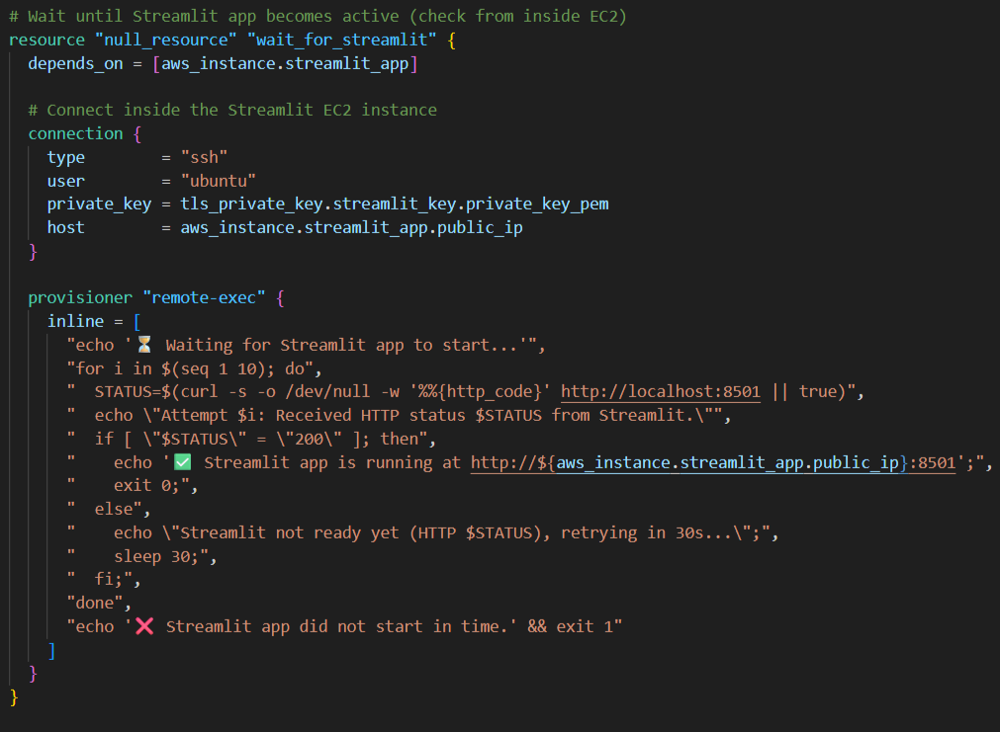 # Wait until Streamlit app becomes active (check from inside EC2)
resource "null_resource" "wait_for_streamlit" {
  depends_on = [aws_instance.streamlit_app]

  # Connect inside the Streamlit EC2 instance
  connection {
    type        = "ssh"
    user        = "ubuntu"
    private_key = tls_private_key.streamlit_key.private_key_pem
    host        = aws_instance.streamlit_app.public_ip
  }

  provisioner "remote-exec" {
    inline = [
      "echo '⏳ Waiting for Streamlit app to start...'",
      "for i in $(seq 1 10); do",
      "  STATUS=$(curl -s -o /dev/null -w '%%{http_code}' http://localhost:8501 || true)",
      "  echo \"Attempt $i: Received HTTP status $STATUS from Streamlit.\"",
      "  if [ \"$STATUS\" = \"200\" ]; then",
      "    echo '✅ Streamlit app is running at http://${aws_instance.streamlit_app.public_ip}:8501';",
      "    exit 0;",
      "  else",
      "    echo \"Streamlit not ready yet (HTTP $STATUS), retrying in 30s...\";",
      "    sleep 30;",
      "  fi;",
      "done",
      "echo '❌ Streamlit app did not start in time.' && exit 1"
    ]
  }
}